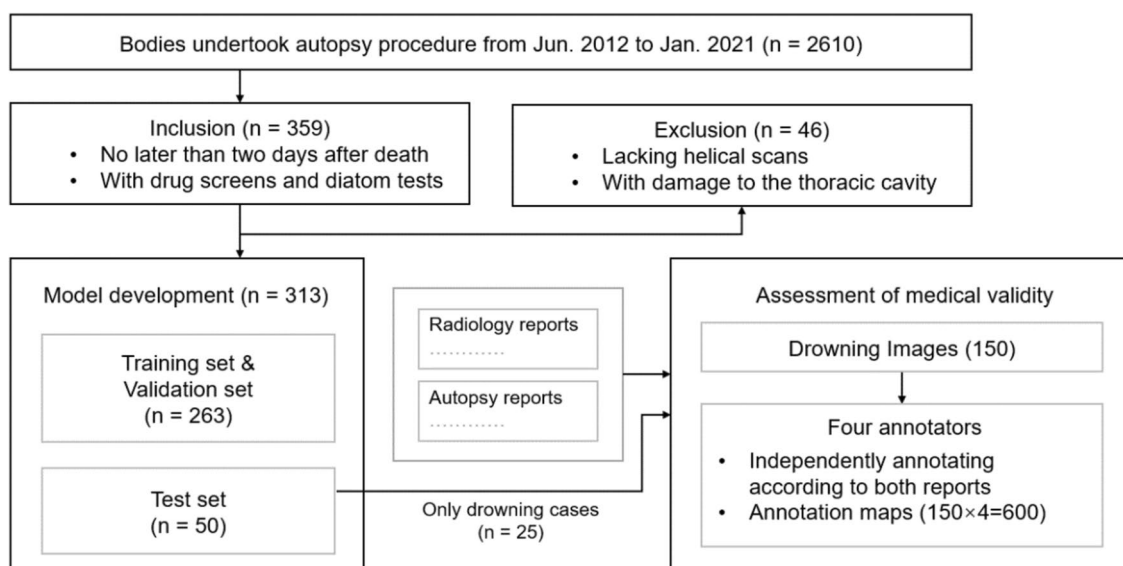 Bodies undertook autopsy procedure from Jun. 2012 to Jan. 2021 (n = 2610)
Inclusion (n = 359)
• No later than two days after death
• With drug screens and diatom tests
Exclusion (n = 46)
• Lacking helical scans
• With damage to the thoracic cavity
Model development (n = 313)
Training set &
Validation set
(n = 263)
Test set
(n = 50)
Radiology reports
............
Autopsy reports
............
Only drowning cases
(n = 25)
Assessment of medical validity
Drowning Images (150)
Four annotators
• Independently annotating
according to both reports
• Annotation maps (150×4=600)